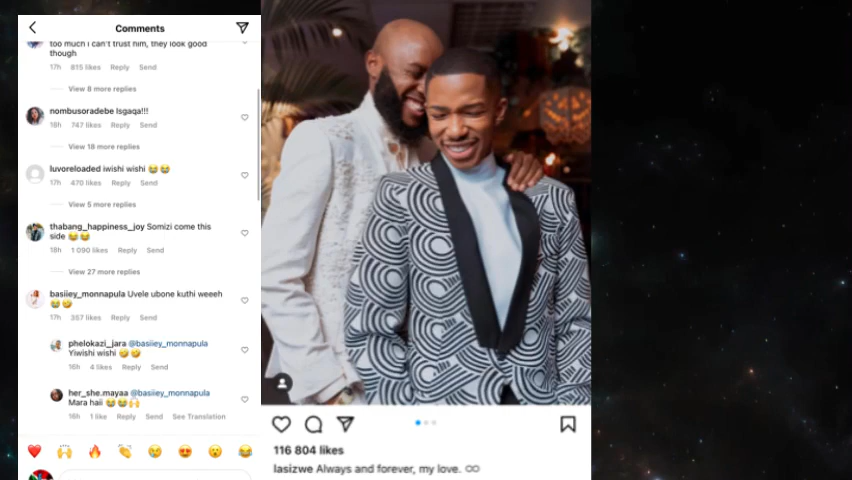 Comments
too much i can't trust him, they look good
though
17h 815 likes Reply Send
View 8 more replies
nombusoradebe Isgaqa!!!
16h 747 likes Reply Send
View 18 more replies
luvoreloaded iwishi wishi 😂😂
17h 470 likes Reply Send
View 5 more replies
thabang_happiness_joy Somizi come this
side 😂😂
18h 1 090 likes Reply Send
View 27 more replies
basiiey_monnapula Uvele ubone kuthi weeeh
😭🤣
17h 357 likes Reply Send
phelokazi_jara @basiiey_monnapula
Yiwishi wishi 🤣🤣
16h 4 likes Reply Send
her_she.mayaa @basiiey_monnapula
Mara haii 😭😭🙌
16h 1 like Reply Send See Translation
116 804 likes
lasizwe Always and forever, my love. ♾